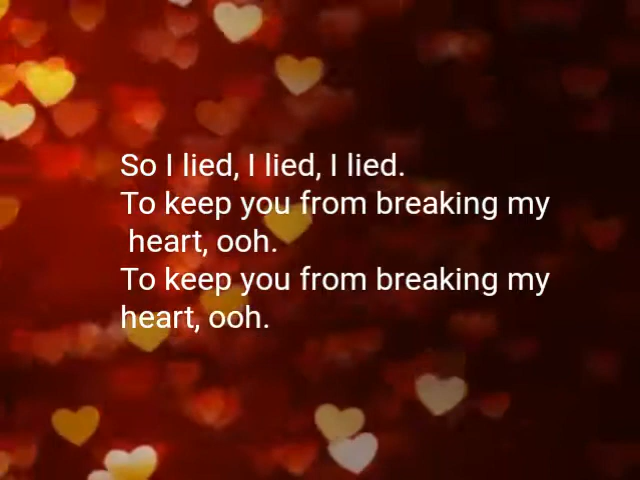 So I lied, I lied, I lied.
To keep you from breaking my
heart, ooh.
To keep you from breaking my
heart, ooh.